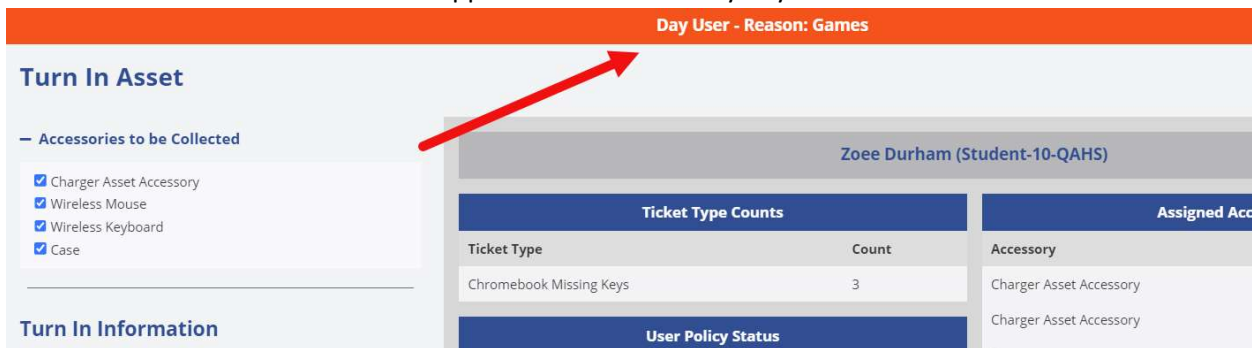 Day User - Reason: Games
Turn In Asset
– Accessories to be Collected
Charger Asset Accessory
Wireless Mouse
Wireless Keyboard
Case
Turn In Information
Zoee Durham (Student-10-QAHS)
Ticket Type Counts
Ticket Type Count
Chromebook Missing Keys 3
User Policy Status
Assigned Acc
Accessory
Charger Asset Accessory
Charger Asset Accessory